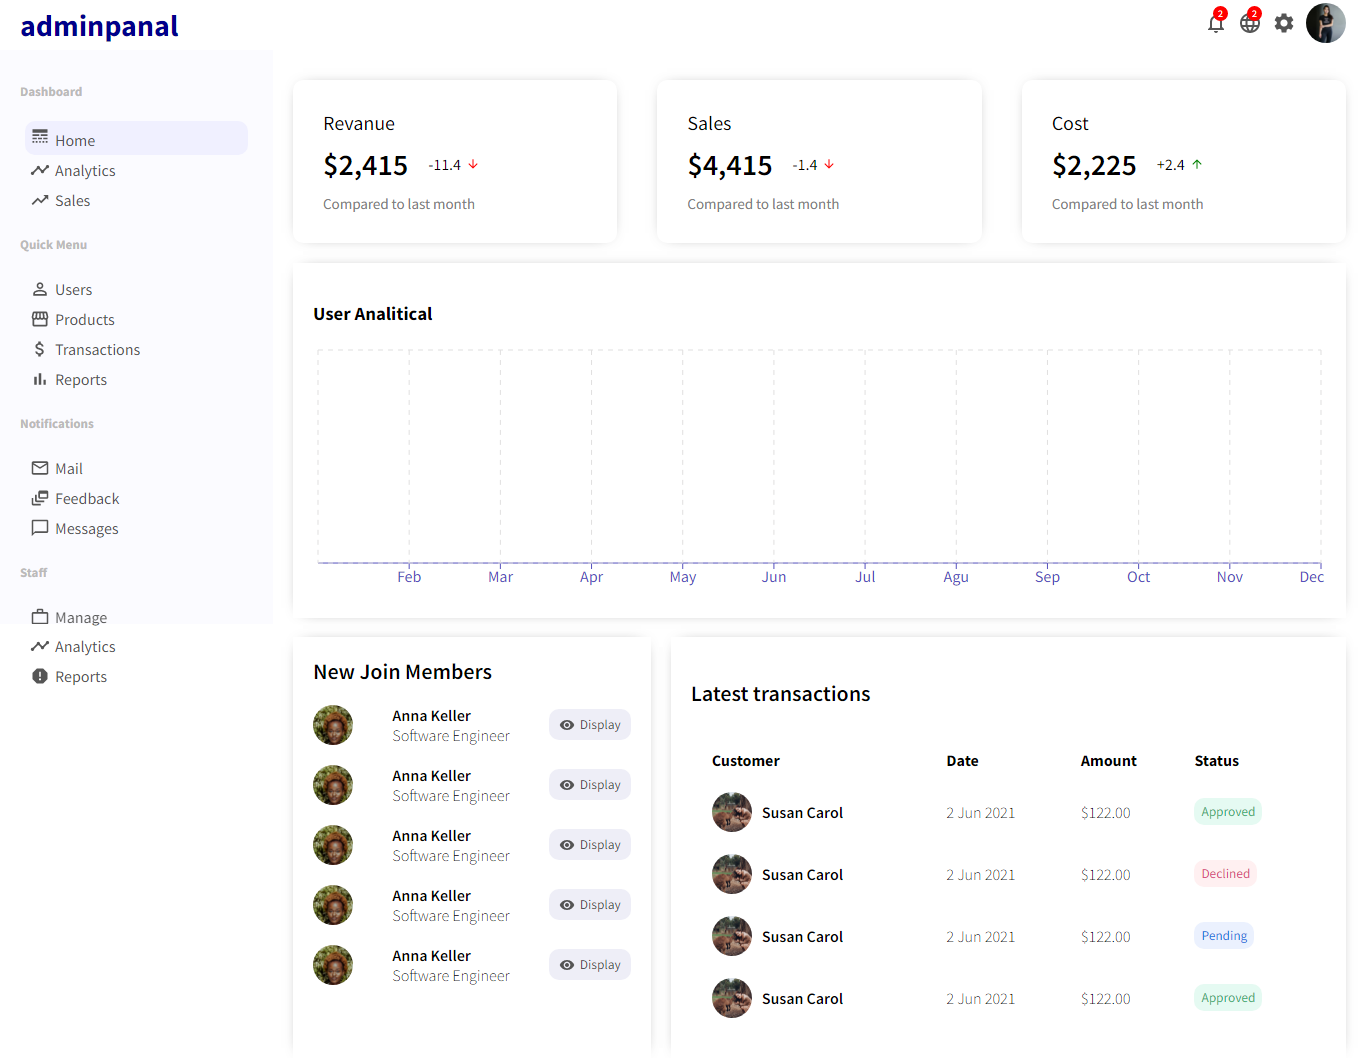 adminpanal
2
2
Dashboard
Home
Analytics
Sales
Quick Menu
Users
Products
Transactions
Reports
Notifications
Mail
Feedback
Messages
Staff
Manage
Analytics
Reports
Revanue
$2,415 -11.4
Compared to last month
Sales
$4,415 -1.4
Compared to last month
Cost
$2,225 +2.4
Compared to last month
User Analitical
Feb Mar Apr May Jun Jul Agu Sep Oct Nov Dec
New Join Members
Anna Keller
Software Engineer
Display
Anna Keller
Software Engineer
Display
Anna Keller
Software Engineer
Display
Anna Keller
Software Engineer
Display
Anna Keller
Software Engineer
Display
Latest transactions
Customer Date Amount Status
Susan Carol 2 Jun 2021 $122.00 Approved
Susan Carol 2 Jun 2021 $122.00 Declined
Susan Carol 2 Jun 2021 $122.00 Pending
Susan Carol 2 Jun 2021 $122.00 Approved